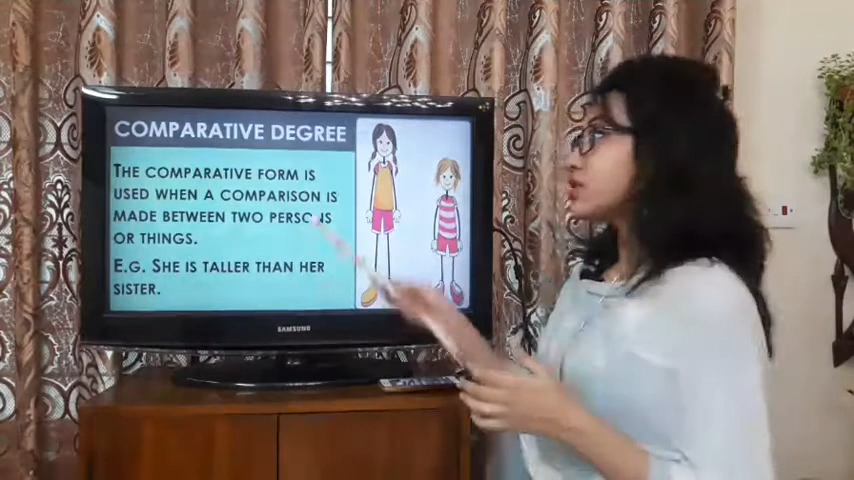 COMPARATIVE DEGREE
THE COMPARATIVE FORM IS
USED WHEN A COMPARISON IS
MADE BETWEEN TWO PERSONS
OR THINGS.
E.G. SHE IS TALLER THAN HER
SISTER.
SAMSUNG